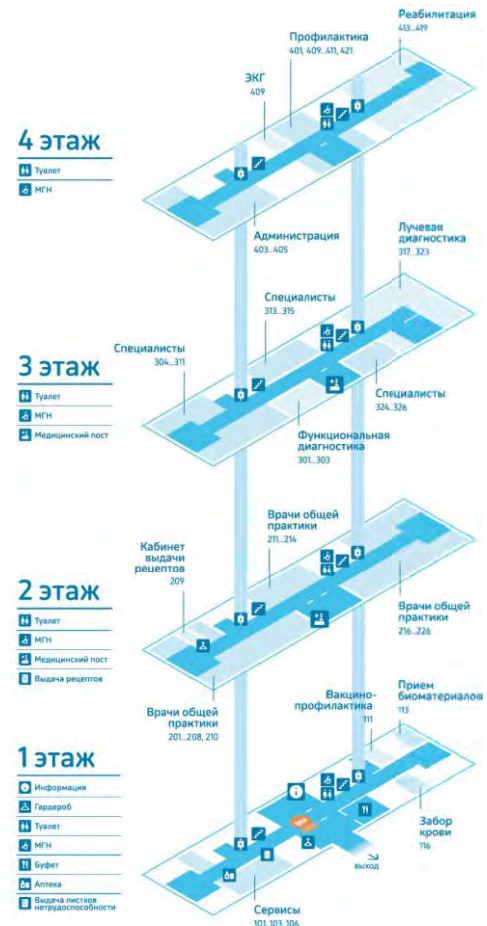 Реабилитация
413...419
Профилактика
401, 409...411, 421
ЭКГ
409
4 этаж
Туалет
МГН
Администрация
403...405
Лучевая
диагностика
317...323
Специалисты
313...315
Специалисты
304...311
3 этаж
Туалет
МГН
Медицинский пост
Специалисты
324...326
Функциональная
диагностика
301...303
Врачи общей
практики
211...214
Кабинет
выдачи
рецептов
209
2 этаж
Туалет
МГН
Медицинский пост
Выдача рецептов
Врачи общей
практики
216...226
Врачи общей
практики
201...208, 210
Вакцино-
профилактика
111
Прием
биоматериалов
113
1 этаж
Информация
Гардероб
Туалет
МГН
Буфет
Аптека
Выдача листков
нетрудоспособности
Забор
крови
116
выход
Сервисы
101, 103, 106